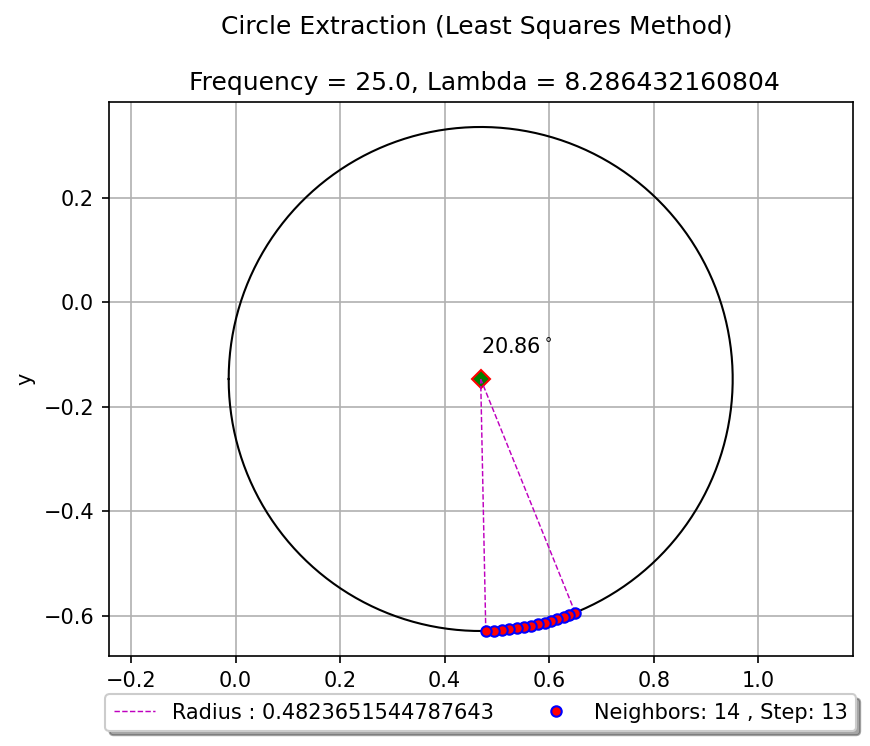 Circle Extraction (Least Squares Method)
Frequency = 25.0, Lambda = 8.286432160804
0.2
0.0
−0.2
−0.4
−0.6
y
20.86°
−0.2 0.0 0.2 0.4 0.6 0.8 1.0
Radius : 0.4823651544787643 Neighbors: 14 , Step: 13